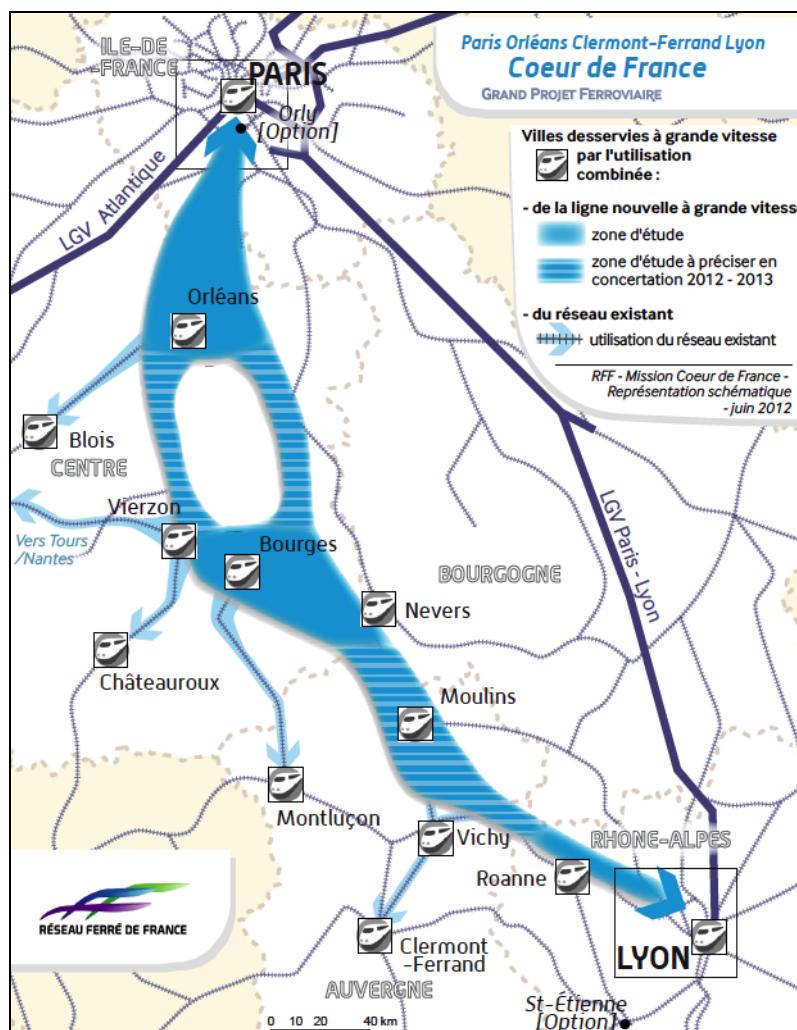 Paris Orléans Clermont-Ferrand Lyon
Coeur de France
GRAND PROJET FERROVIAIRE
Villes desservies à grande vitesse
par l'utilisation
combinée :
- de la ligne nouvelle à grande vitesse
zone d'étude
zone d'étude à préciser en
concertation 2012 - 2013
- du réseau existant
utilisation du réseau existant
RFF - Mission Coeur de France -
Représentation schématique
- juin 2012
ILE-DE
-FRANCE
PARIS
Orly
[Option]
LGV Atlantique
Orléans
Blois
CENTRE
Vierzon
Vers Tours
/Nantes
Bourges
BOURGOGNE
LGV Paris - Lyon
Nevers
Châteauroux
Moulins
Montluçon
Vichy
RHONE-ALPES
Roanne
RÉSEAU FERRÉ DE FRANCE
Clermont
-Ferrand
LYON
AUVERGNE
St-Étienne
[Option]
0 10 20 40 km